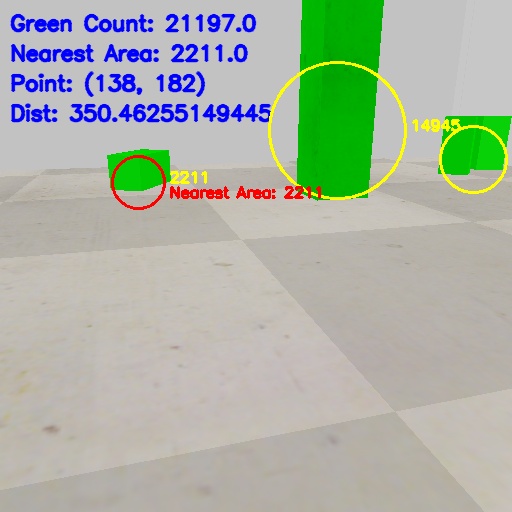 Green Count: 21197.0
Nearest Area: 2211.0
Point: (138, 182)
Dist: 350.46255149445
14945
2211
Nearest Area: 2211